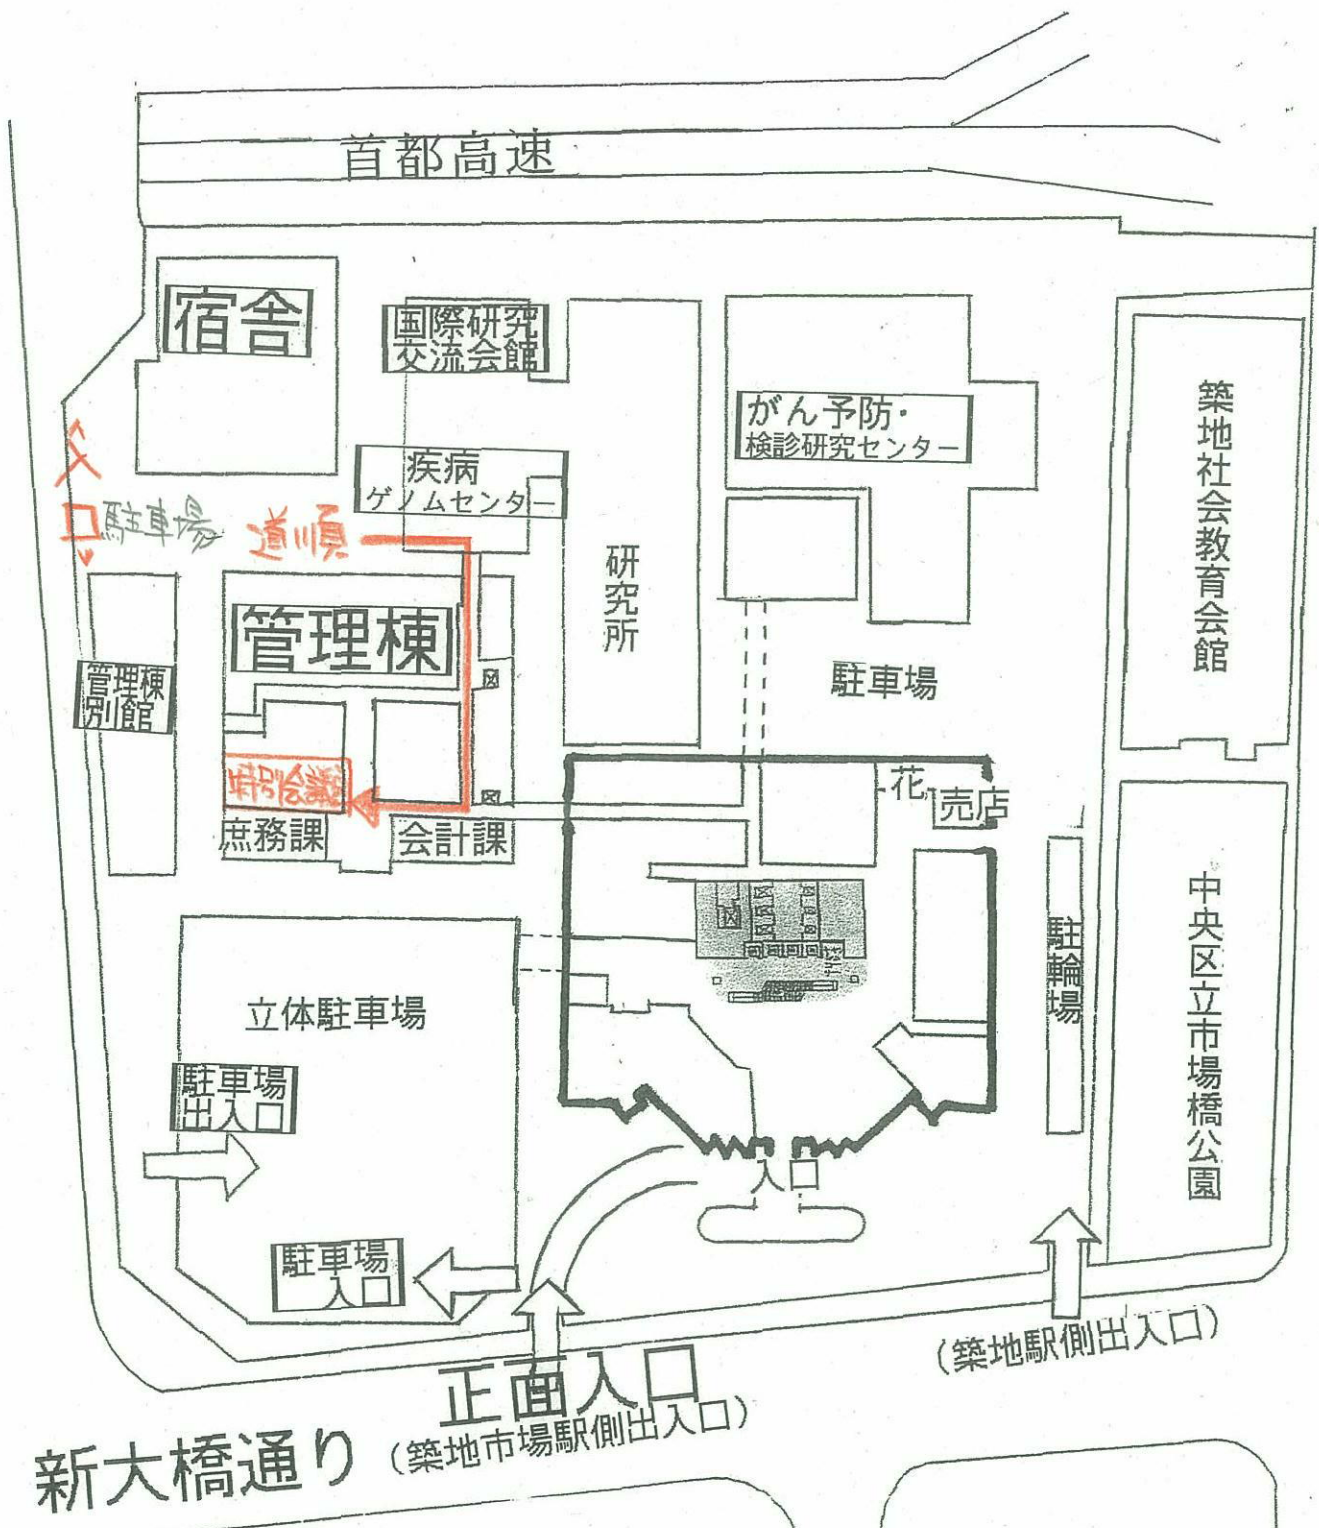 首都高速
宿舎
国際研究
交流会館
がん予防・
検診研究センター
築地社会教育会館
疾病
ゲノムセンター
駐車場
道順
研究所
管理棟
管理棟
別館
駐車場
特別会議
花
売店
庶務課
会計課
中央区立市場橋公園
駐輪場
立体駐車場
駐車場
出入口
入口
駐車場
入口
正面入口
(築地市場駅側出入口)
(築地駅側出入口)
新大橋通り